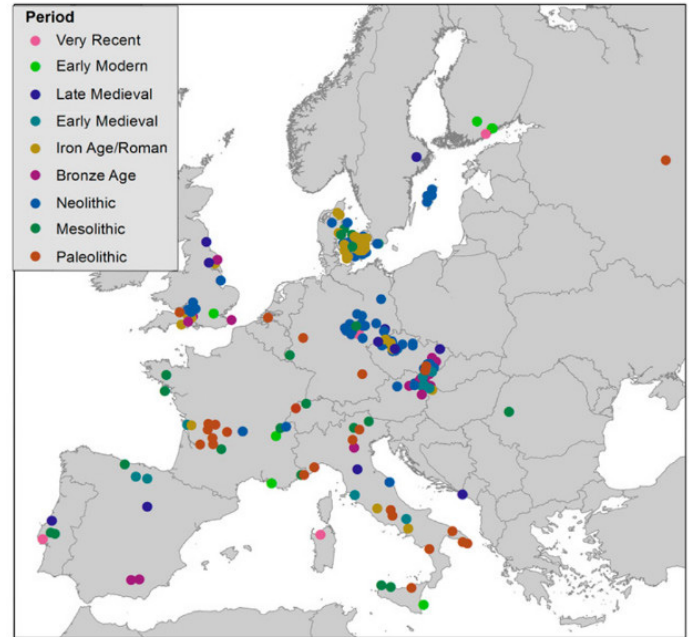 Period
Very Recent
Early Modern
Late Medieval
Early Medieval
Iron Age/Roman
Bronze Age
Neolithic
Mesolithic
Paleolithic